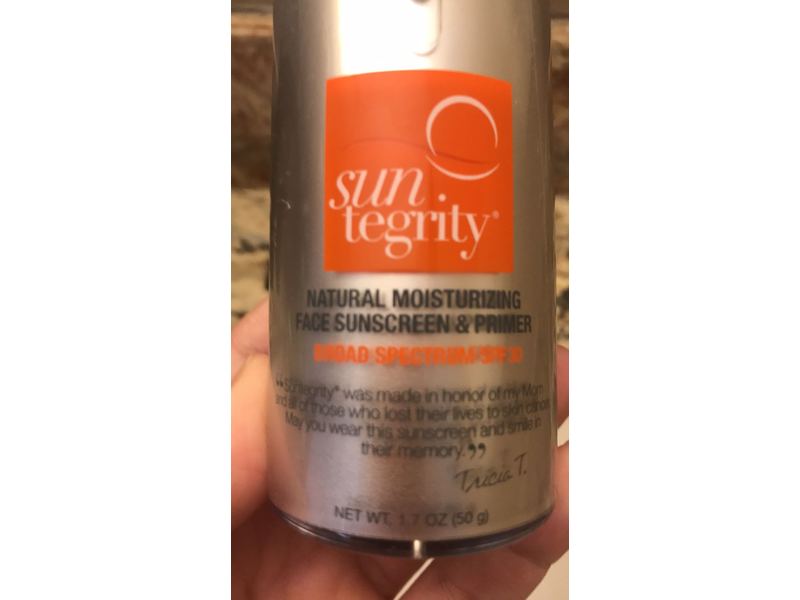 sun
tegrity®
NATURAL MOISTURIZING
FACE SUNSCREEN & PRIMER
BROAD SPECTRUM SPF 30
“Suntegrity® was made in honor of my Mom
and all of those who lost their lives to skin cancer.
May you wear this sunscreen and smile in
their memory.”
Tricia T.
NET WT. 1.7 OZ (50 g)